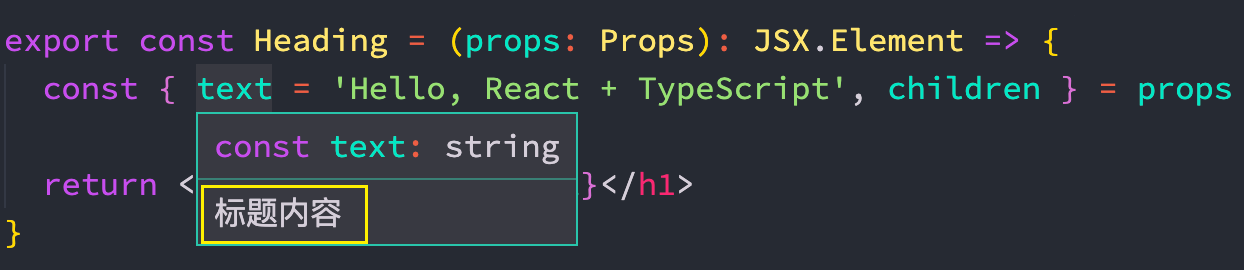 export const Heading = (props: Props): JSX.Element => {
const { text = 'Hello, React + TypeScript', children } = props
const text: string
return < }</h1>
标题内容
}